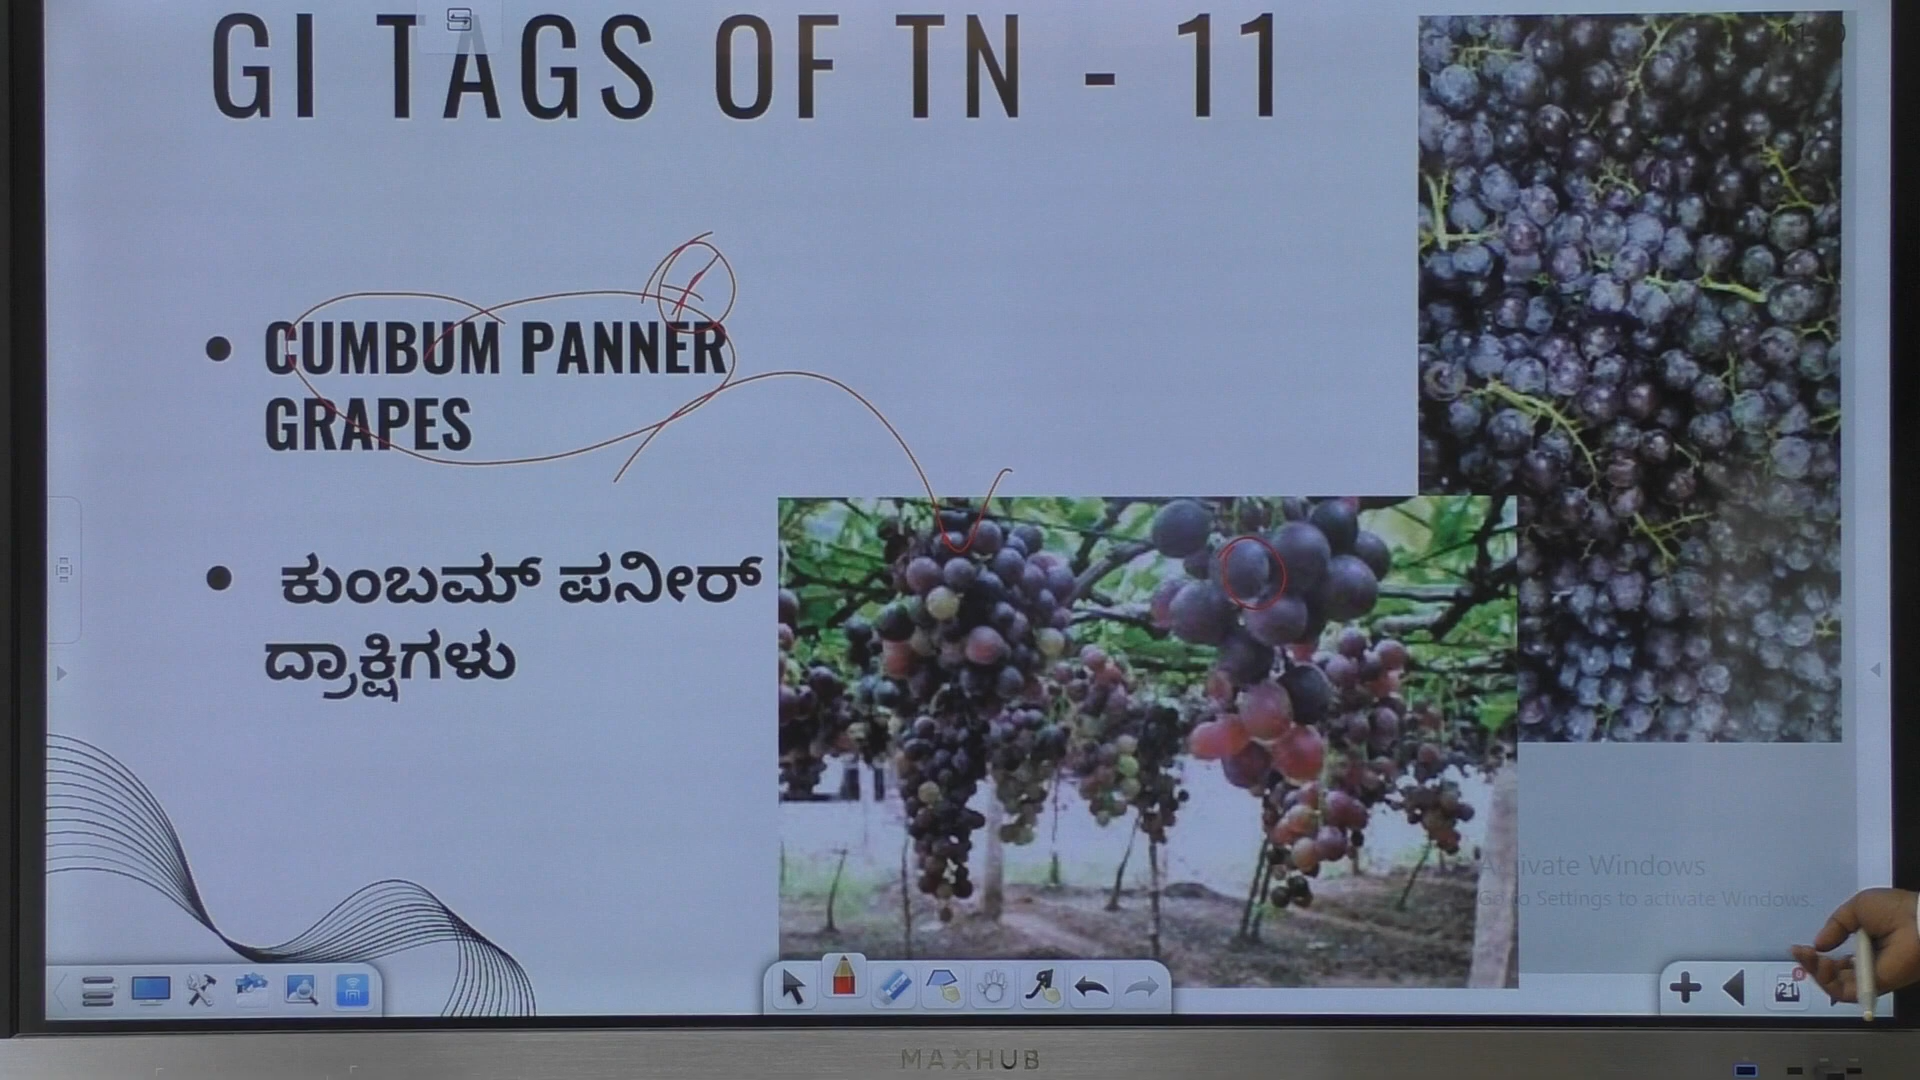 GI TAGS OF TN - 11
CUMBUM PANNER
GRAPES
ಕುಂಬಮ್ ಪನೀರ್
ದ್ರಾಕ್ಷಿಗಳು
Activate Windows
Go to Settings to activate Windows.
21
MAXHUB